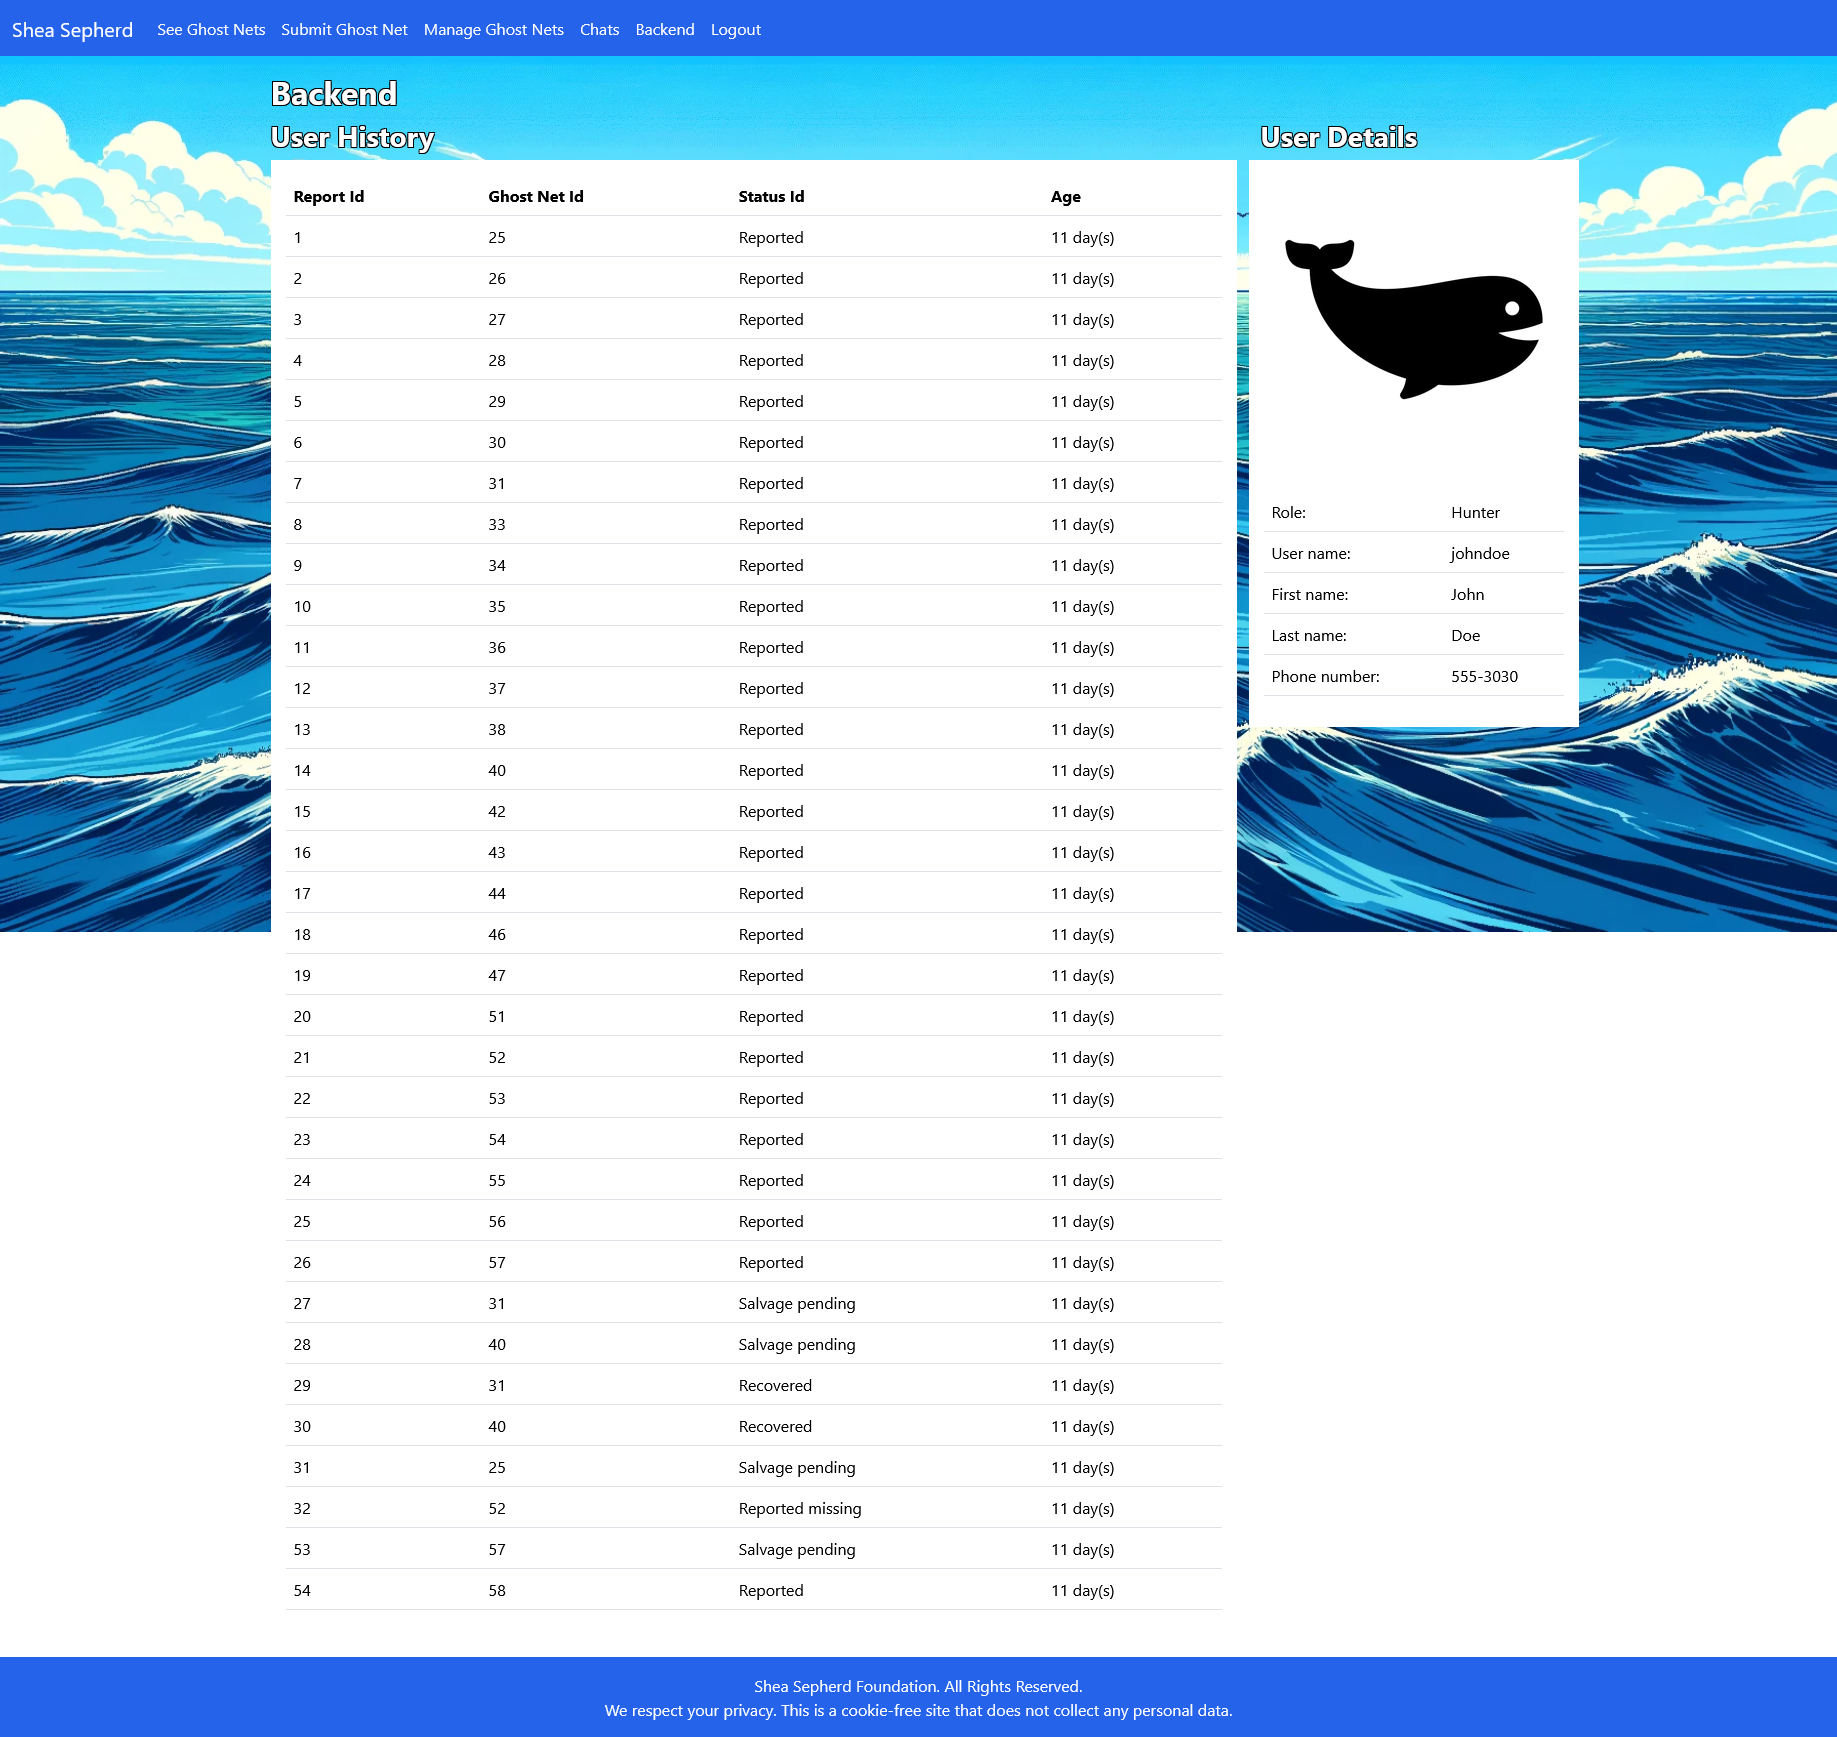 Shea Sepherd See Ghost Nets Submit Ghost Net Manage Ghost Nets Chats Backend Logout
Backend
User History
Report Id Ghost Net Id Status Id Age
1 25 Reported 11 day(s)
2 26 Reported 11 day(s)
3 27 Reported 11 day(s)
4 28 Reported 11 day(s)
5 29 Reported 11 day(s)
6 30 Reported 11 day(s)
7 31 Reported 11 day(s)
8 33 Reported 11 day(s)
9 34 Reported 11 day(s)
10 35 Reported 11 day(s)
11 36 Reported 11 day(s)
12 37 Reported 11 day(s)
13 38 Reported 11 day(s)
14 40 Reported 11 day(s)
15 42 Reported 11 day(s)
16 43 Reported 11 day(s)
17 44 Reported 11 day(s)
18 46 Reported 11 day(s)
19 47 Reported 11 day(s)
20 51 Reported 11 day(s)
21 52 Reported 11 day(s)
22 53 Reported 11 day(s)
23 54 Reported 11 day(s)
24 55 Reported 11 day(s)
25 56 Reported 11 day(s)
26 57 Reported 11 day(s)
27 31 Salvage pending 11 day(s)
28 40 Salvage pending 11 day(s)
29 31 Recovered 11 day(s)
30 40 Recovered 11 day(s)
31 25 Salvage pending 11 day(s)
32 52 Reported missing 11 day(s)
53 57 Salvage pending 11 day(s)
54 58 Reported 11 day(s)
User Details
Role: Hunter
User name: johndoe
First name: John
Last name: Doe
Phone number: 555-3030
Shea Sepherd Foundation. All Rights Reserved.
We respect your privacy. This is a cookie-free site that does not collect any personal data.